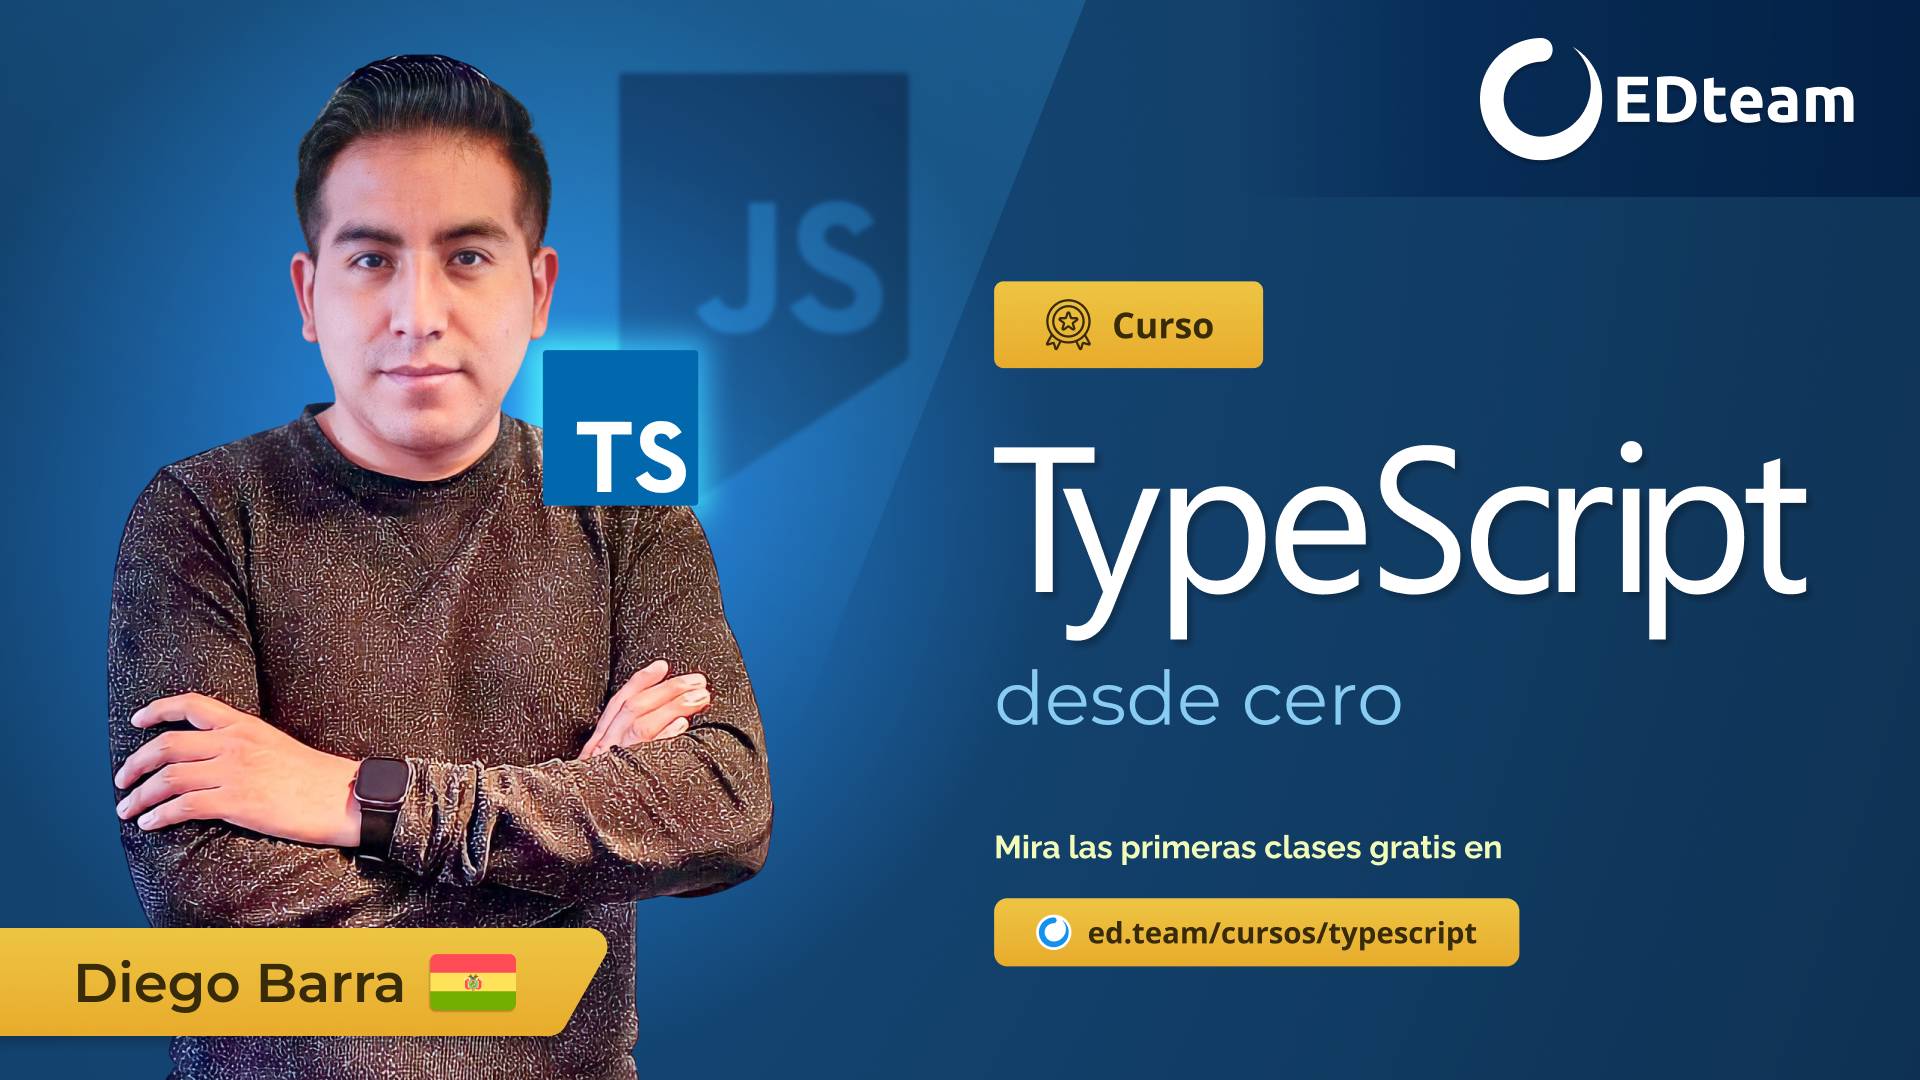 EDteam
JS
TS
Curso
TypeScript
desde cero
Mira las primeras clases gratis en
ed.team/cursos/typescript
Diego Barra